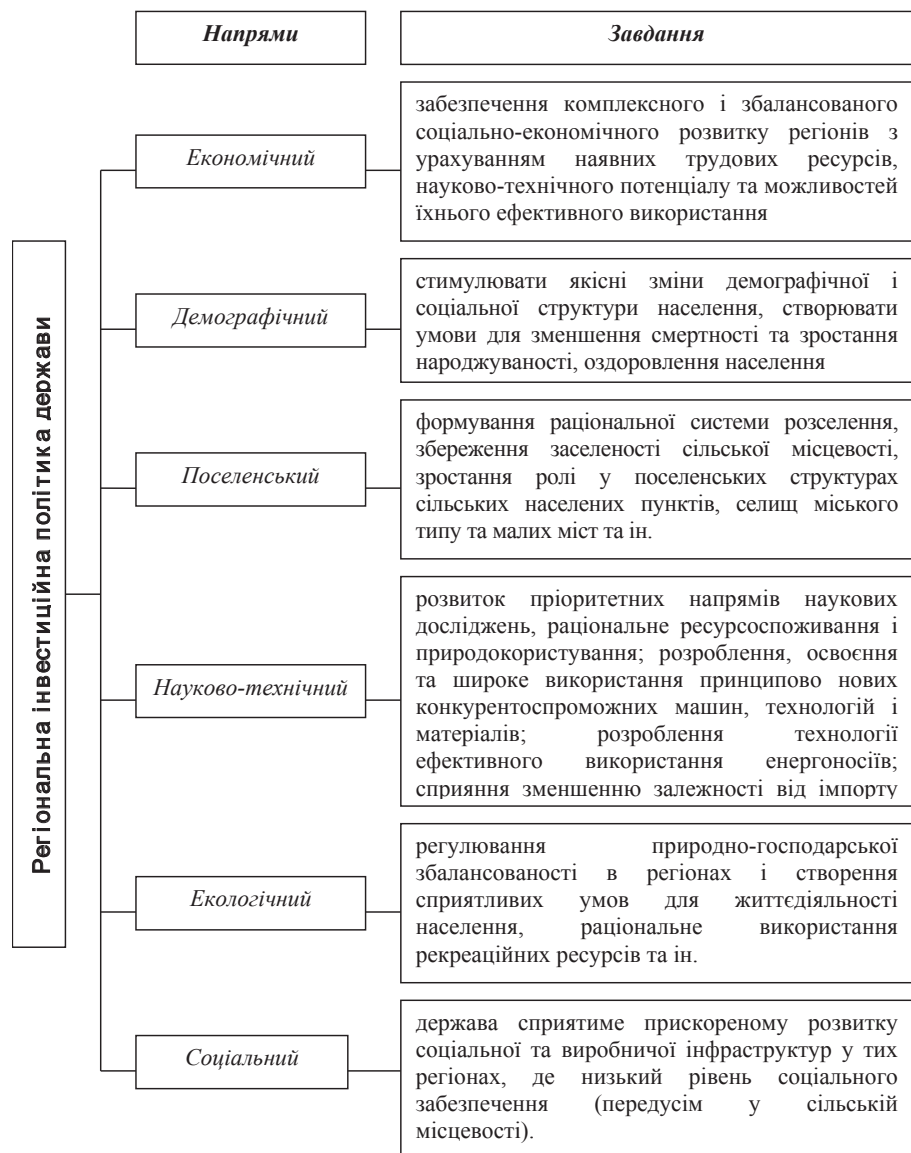 Напрями
Завдання
Регіональна інвестиційна політика держави
Економічний
забезпечення комплексного і збалансованого
соціально-економічного розвитку регіонів з
урахуванням наявних трудових ресурсів,
науково-технічного потенціалу та можливостей
їхнього ефективного використання
Демографічний
стимулювати якісні зміни демографічної і
соціальної структури населення, створювати
умови для зменшення смертності та зростання
народжуваності, оздоровлення населення
Поселенський
формування раціональної системи розселення,
збереження заселеності сільської місцевості,
зростання ролі у поселенських структурах
сільських населених пунктів, селищ міського
типу та малих міст та ін.
Науково-технічний
розвиток пріоритетних напрямів наукових
досліджень, раціональне ресурсоспоживання і
природокористування; розроблення, освоєння
та широке використання принципово нових
конкурентоспроможних машин, технологій і
матеріалів; розроблення технології
ефективного використання енергоносіїв;
сприяння зменшенню залежності від імпорту
Екологічний
регулювання природно-господарської
збалансованості в регіонах і створення
сприятливих умов для життєдіяльності
населення, раціональне використання
рекреаційних ресурсів та ін.
Соціальний
держава сприятиме прискореному розвитку
соціальної та виробничої інфраструктур у тих
регіонах, де низький рівень соціального
забезпечення (передусім у сільській
місцевості).